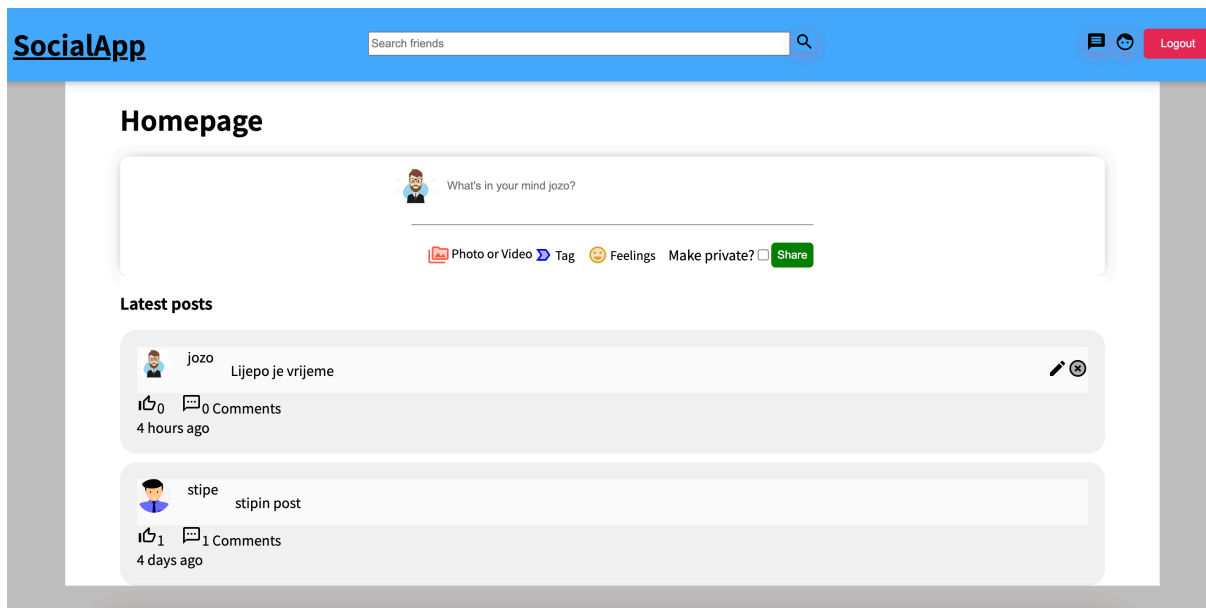 SocialApp
Search friends
Logout
Homepage
What's in your mind jozo?
Photo or Video Tag Feelings Make private? Share
Latest posts
jozo
Lijepo je vrijeme
0 0 Comments
4 hours ago
stipe
stipin post
1 1 Comments
4 days ago